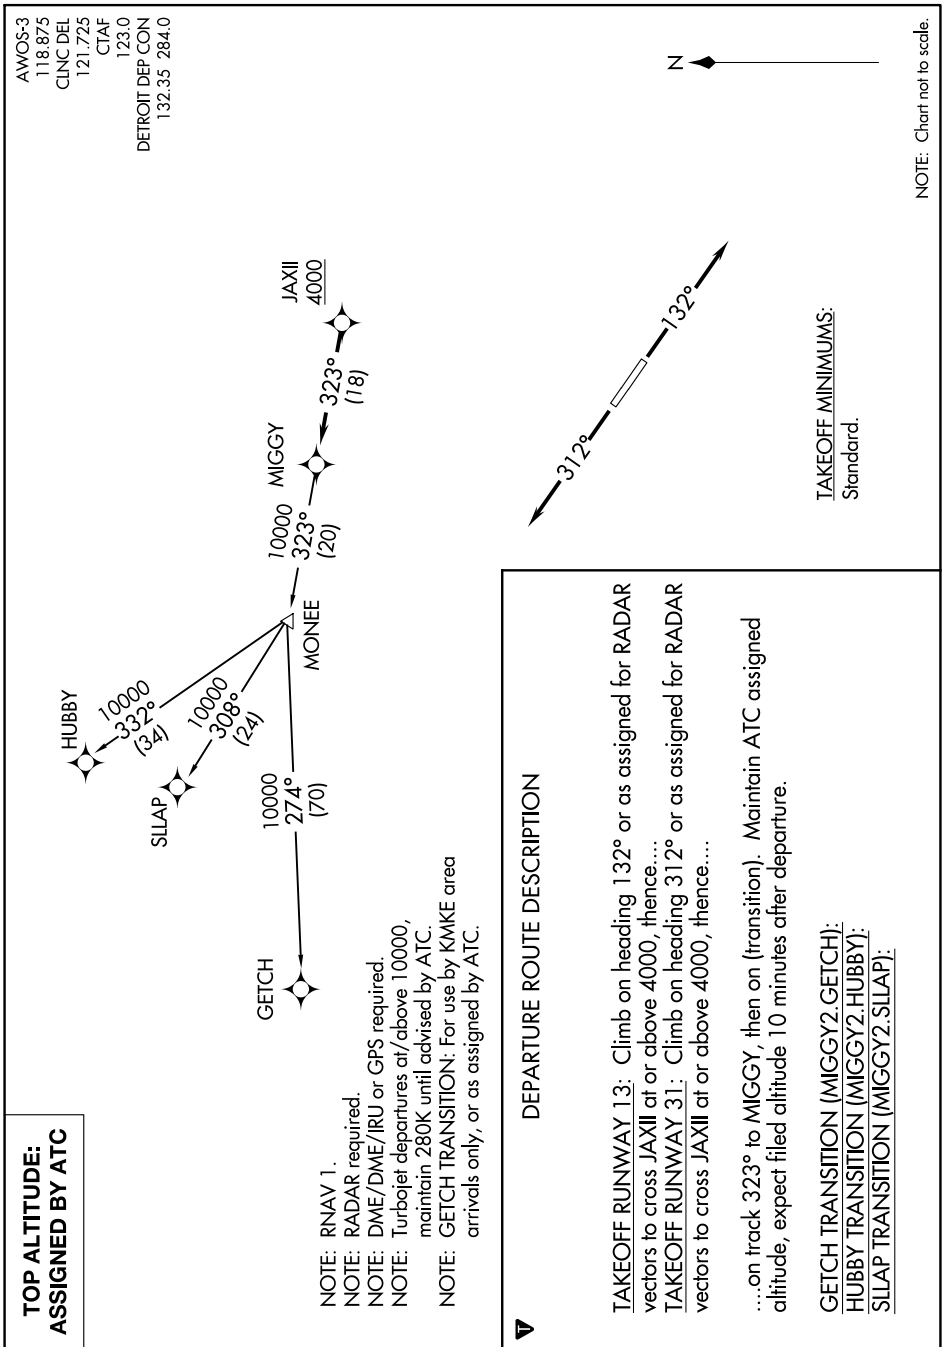 TOP ALTITUDE:
ASSIGNED BY ATC
AWOS-3
118.875
CLNC DEL
121.725
CTAF
123.0
DETROIT DEP CON
132.35 284.0
HUBBY
10000
332°
(34)
SLLAP
10000
308°
(24)
GETCH
10000
274°
(70)
MONEE
10000
323°
(20)
MIGGY
323°
(18)
JAXII
4000
NOTE: RNAV 1.
NOTE: RADAR required.
NOTE: DME/DME/IRU or GPS required.
NOTE: Turbojet departures at/above 10000,
maintain 280K until advised by ATC.
NOTE: GETCH TRANSITION: For use by KMKE area
arrivals only, or as assigned by ATC.
312°
132°
N
TAKEOFF MINIMUMS:
Standard.
NOTE: Chart not to scale.
T
DEPARTURE ROUTE DESCRIPTION
TAKEOFF RUNWAY 13: Climb on heading 132° or as assigned for RADAR
vectors to cross JAXII at or above 4000, thence....
TAKEOFF RUNWAY 31: Climb on heading 312° or as assigned for RADAR
vectors to cross JAXII at or above 4000, thence....
....on track 323° to MIGGY, then on (transition). Maintain ATC assigned
altitude, expect filed altitude 10 minutes after departure.
GETCH TRANSITION (MIGGY2.GETCH):
HUBBY TRANSITION (MIGGY2.HUBBY):
SLLAP TRANSITION (MIGGY2.SLLAP):